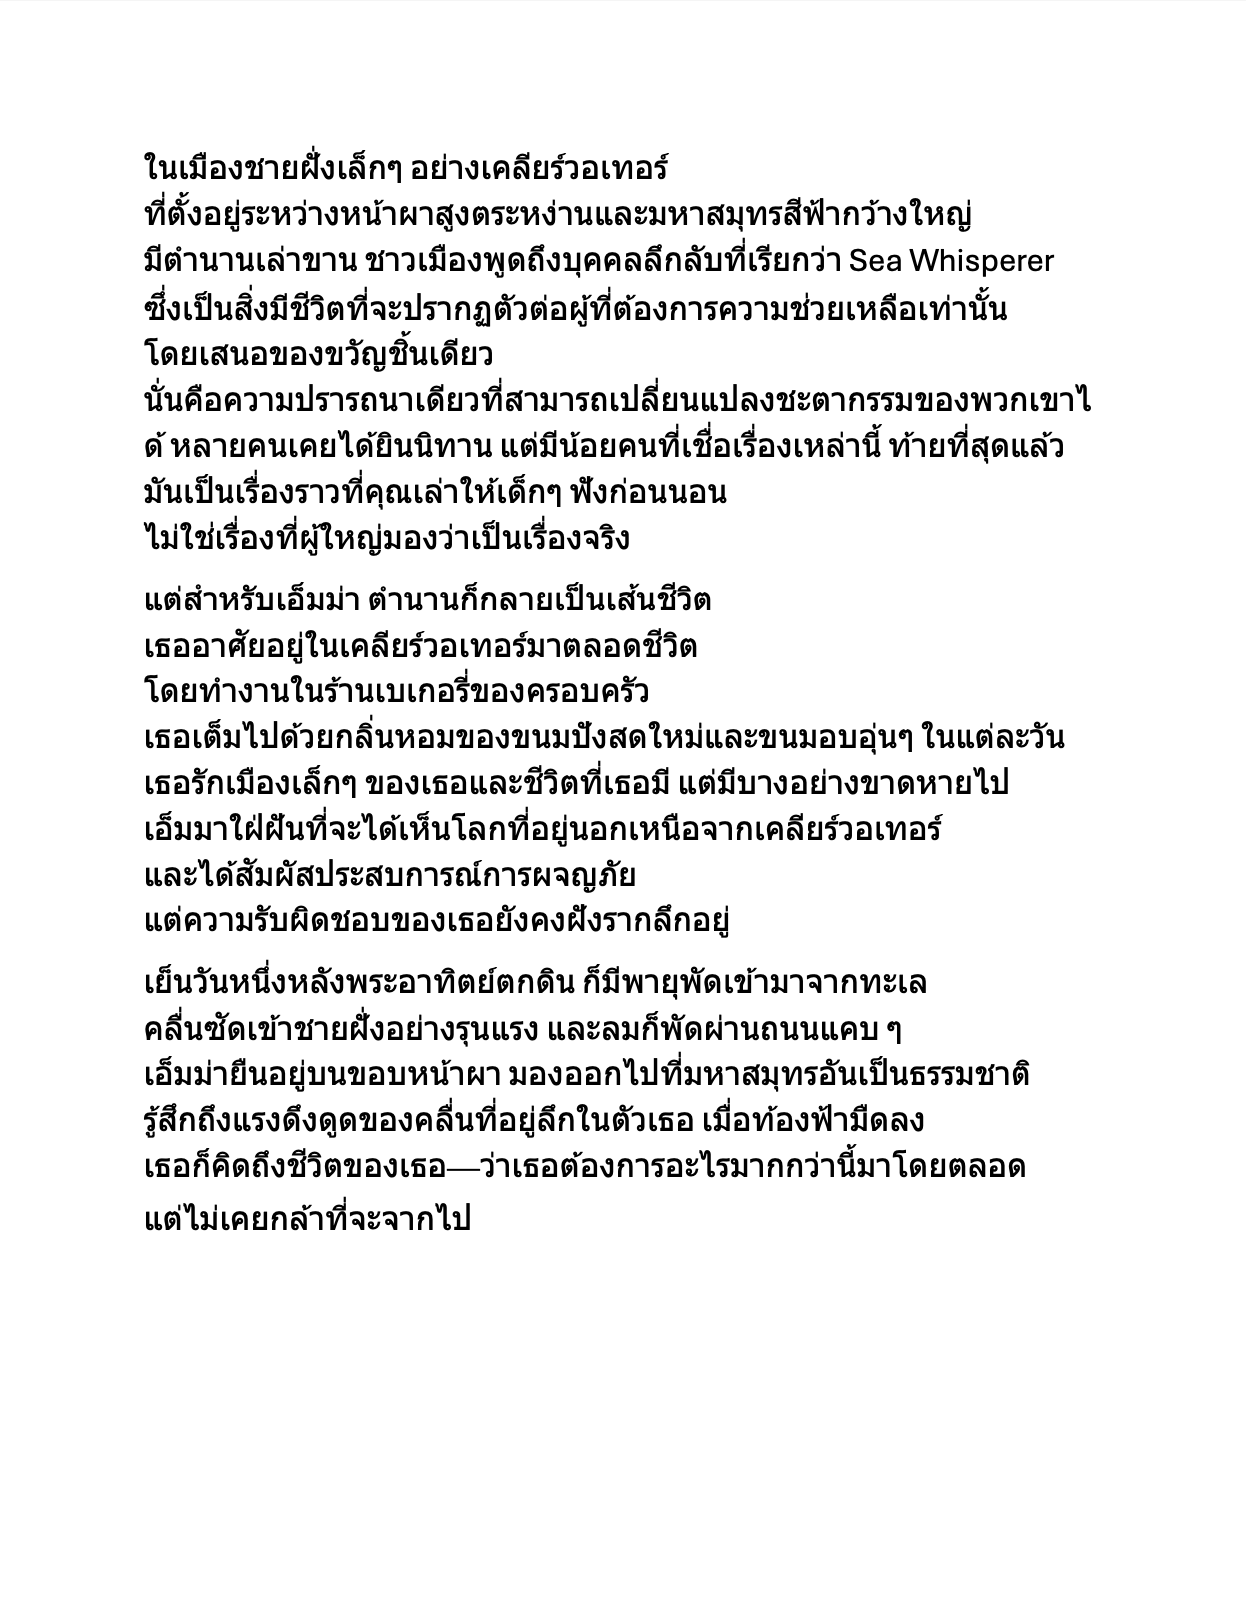 ในเมืองชายฝั่งเล็กๆ อย่างเคลียร์วอเทอร์
ที่ตั้งอยู่ระหว่างหน้าผาสูงตระหง่านและมหาสมุทรสีฟ้ากว้างใหญ่
มีตำนานเล่าขาน ชาวเมืองพูดถึงบุคคลลึกลับที่เรียกว่า Sea Whisperer
ซึ่งเป็นสิ่งมีชีวิตที่จะปรากฏตัวต่อผู้ที่ต้องการความช่วยเหลือเท่านั้น
โดยเสนอของขวัญชิ้นเดียว
นั่นคือความปรารถนาเดียวที่สามารถเปลี่ยนแปลงชะตากรรมของพวกเขาไ
ด้ หลายคนเคยได้ยินนิทาน แต่มีน้อยคนที่เชื่อเรื่องเหล่านี้ ท้ายที่สุดแล้ว
มันเป็นเรื่องราวที่คุณเล่าให้เด็กๆ ฟังก่อนนอน
ไม่ใช่เรื่องที่ผู้ใหญ่มองว่าเป็นเรื่องจริง
แต่สำหรับเอ็มม่า ตำนานก็กลายเป็นเส้นชีวิต
เธออาศัยอยู่ในเคลียร์วอเทอร์มาตลอดชีวิต
โดยทำงานในร้านเบเกอรี่ของครอบครัว
เธอเต็มไปด้วยกลิ่นหอมของขนมปังสดใหม่และขนมอบอุ่นๆ ในแต่ละวัน
เธอรักเมืองเล็กๆ ของเธอและชีวิตที่เธอมี แต่มีบางอย่างขาดหายไป
เอ็มมาใฝ่ฝันที่จะได้เห็นโลกที่อยู่นอกเหนือจากเคลียร์วอเทอร์
และได้สัมผัสประสบการณ์การผจญภัย
แต่ความรับผิดชอบของเธอยังคงฝังรากลึกอยู่
เย็นวันหนึ่งหลังพระอาทิตย์ตกดิน ก็มีพายุพัดเข้ามาจากทะเล
คลื่นซัดเข้าชายฝั่งอย่างรุนแรง และลมก็พัดผ่านถนนแคบ ๆ
เอ็มม่ายืนอยู่บนขอบหน้าผา มองออกไปที่มหาสมุทรอันเป็นธรรมชาติ
รู้สึกถึงแรงดึงดูดของคลื่นที่อยู่ลึกในตัวเธอ เมื่อท้องฟ้ามืดลง
เธอก็คิดถึงชีวิตของเธอ—ว่าเธอต้องการอะไรมากกว่านี้มาโดยตลอด
แต่ไม่เคยกล้าที่จะจากไป